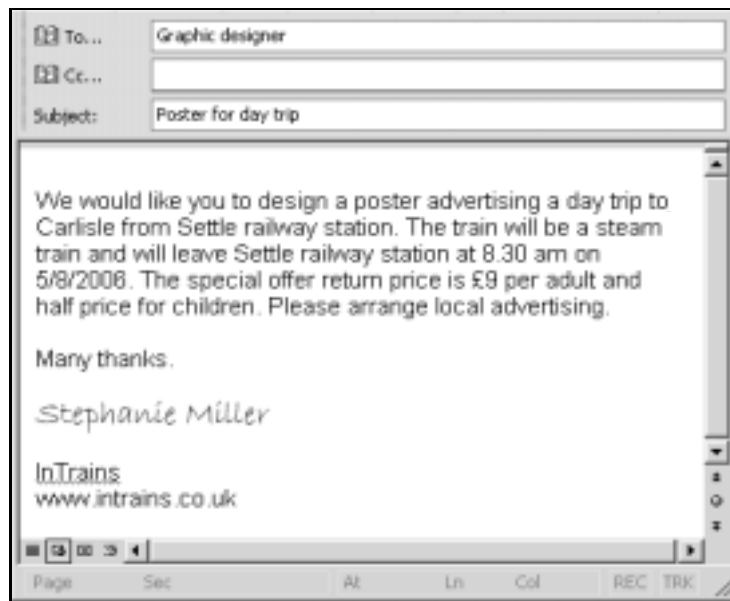 To...
Graphic designer
Cc...
Subject:
Poster for day trip
We would like you to design a poster advertising a day trip to
Carlisle from Settle railway station. The train will be a steam
train and will leave Settle railway station at 8.30 am on
5/8/2006. The special offer return price is £9 per adult and
half price for children. Please arrange local advertising.
Many thanks.
Stephanie Miller
InTrains
www.intrains.co.uk
Page Sec At Ln Col REC TRK